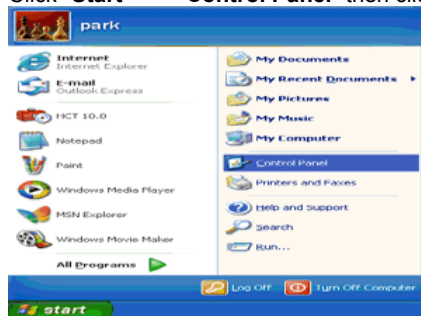 Click "Start" "Control Panel" then clic
park
Internet
Internet Explorer
E-mail
Outlook Express
HCT 10.0
Notepad
Paint
Windows Media Player
MSN Explorer
Windows Movie Maker
All Programs
My Documents
My Recent Documents
My Pictures
My Music
My Computer
Control Panel
Printers and Faxes
Help and Support
Search
Run...
Log Off
Turn Off Computer
start